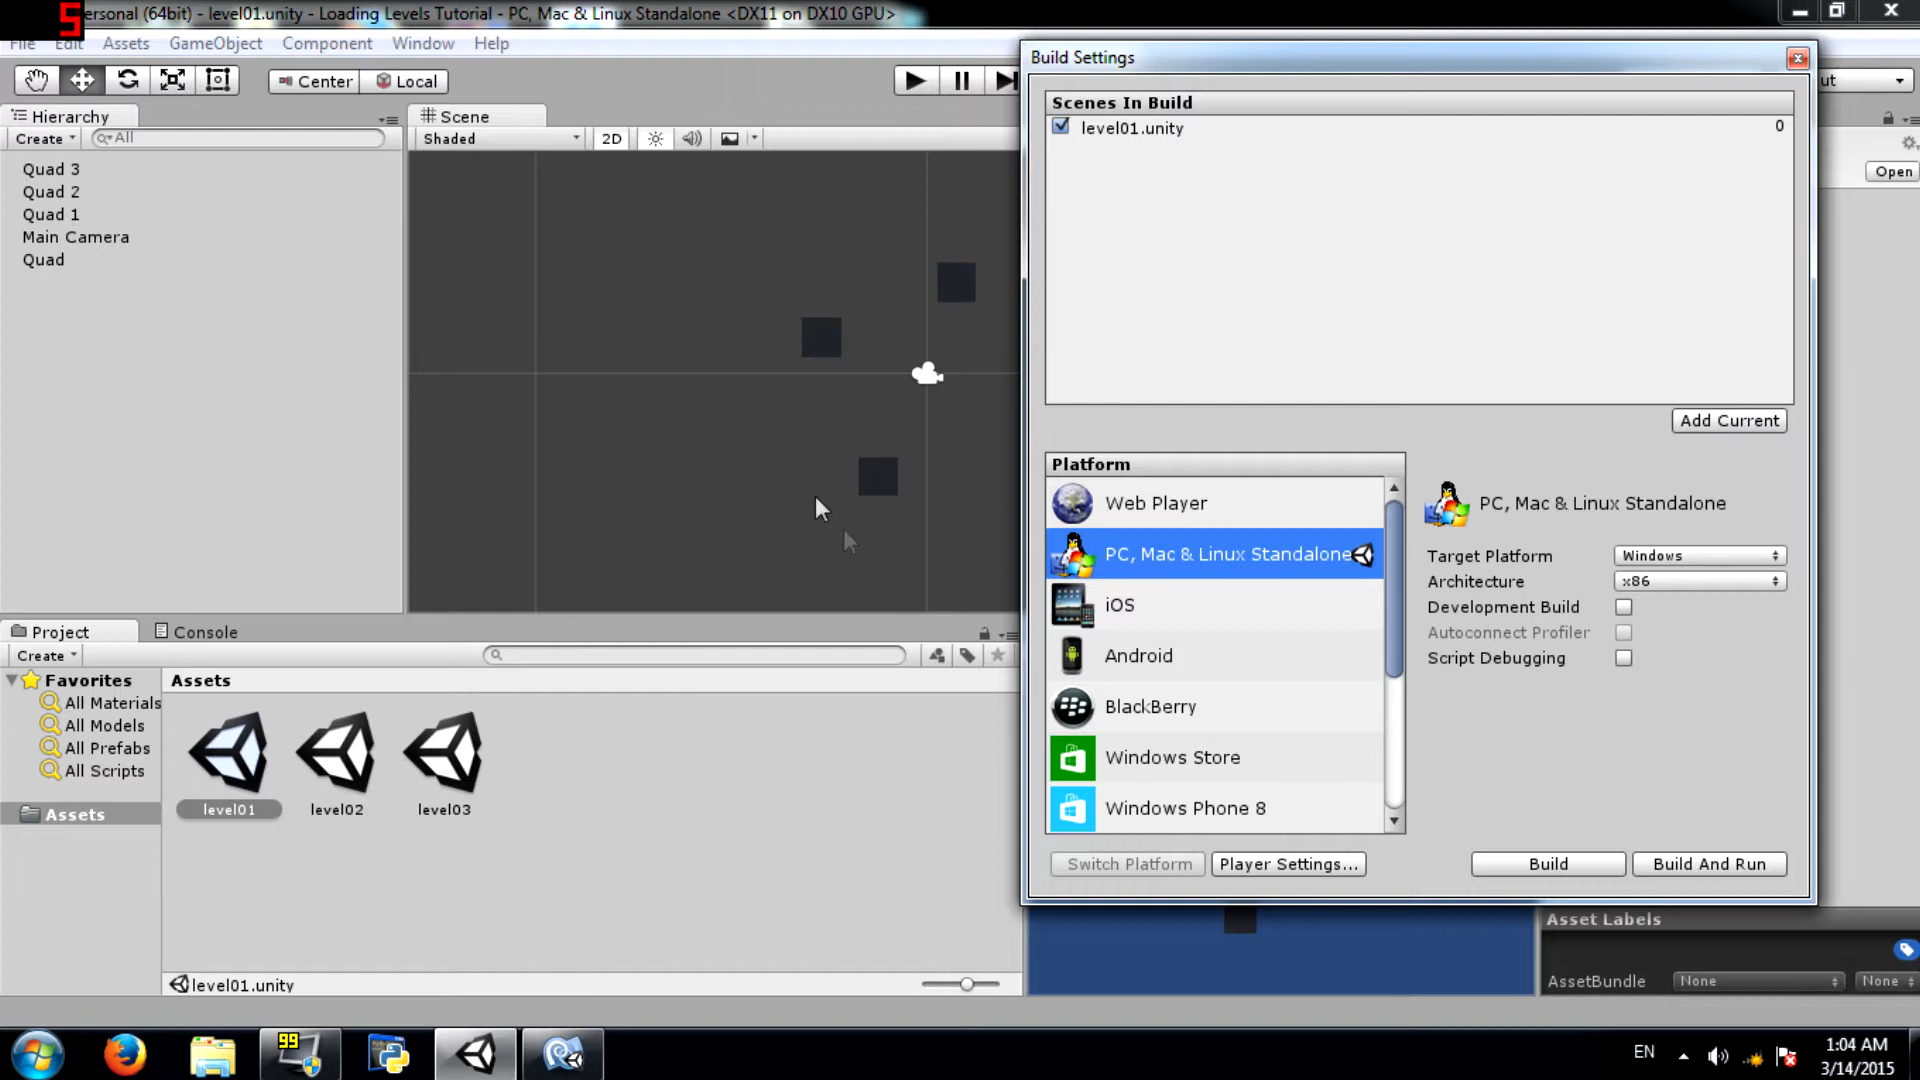 ersonal (64bit) - level01.unity - Loading Levels Tutorial - PC, Mac & Linux Standalone <DX11 on DX10 GPU>
File Edit Assets GameObject Component Window Help
Center Local
ut
Hierarchy
Create All
Quad 3
Quad 2
Quad 1
Main Camera
Quad
Scene
Shaded 2D
Build Settings
Scenes In Build
level01.unity 0
Add Current
Open
Platform
Web Player
PC, Mac & Linux Standalone
iOS
Android
BlackBerry
Windows Store
Windows Phone 8
PC, Mac & Linux Standalone
Target Platform Windows
Architecture x86
Development Build
Autoconnect Profiler
Script Debugging
Switch Platform Player Settings... Build Build And Run
Project Console
Create
Favorites
All Materials
All Models
All Prefabs
All Scripts
Assets
Assets
level01 level02 level03
level01.unity
Asset Labels
AssetBundle None None
99
EN
1:04 AM
3/14/2015